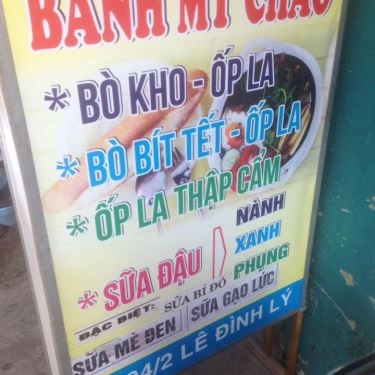 BÁNH MÌ CHẢO
* BÒ KHO - ỐP LA
* BÒ BÍT TẾT - ỐP LA
* ỐP LA THẬP CẨM
* SỮA ĐẬU
NÀNH
XANH
PHỤNG
ĐẶC BIỆT: SỮA BÍ ĐỎ
SỮA MÈ ĐEN SỮA GẠO LỨC
LÊ ĐÌNH LÝ